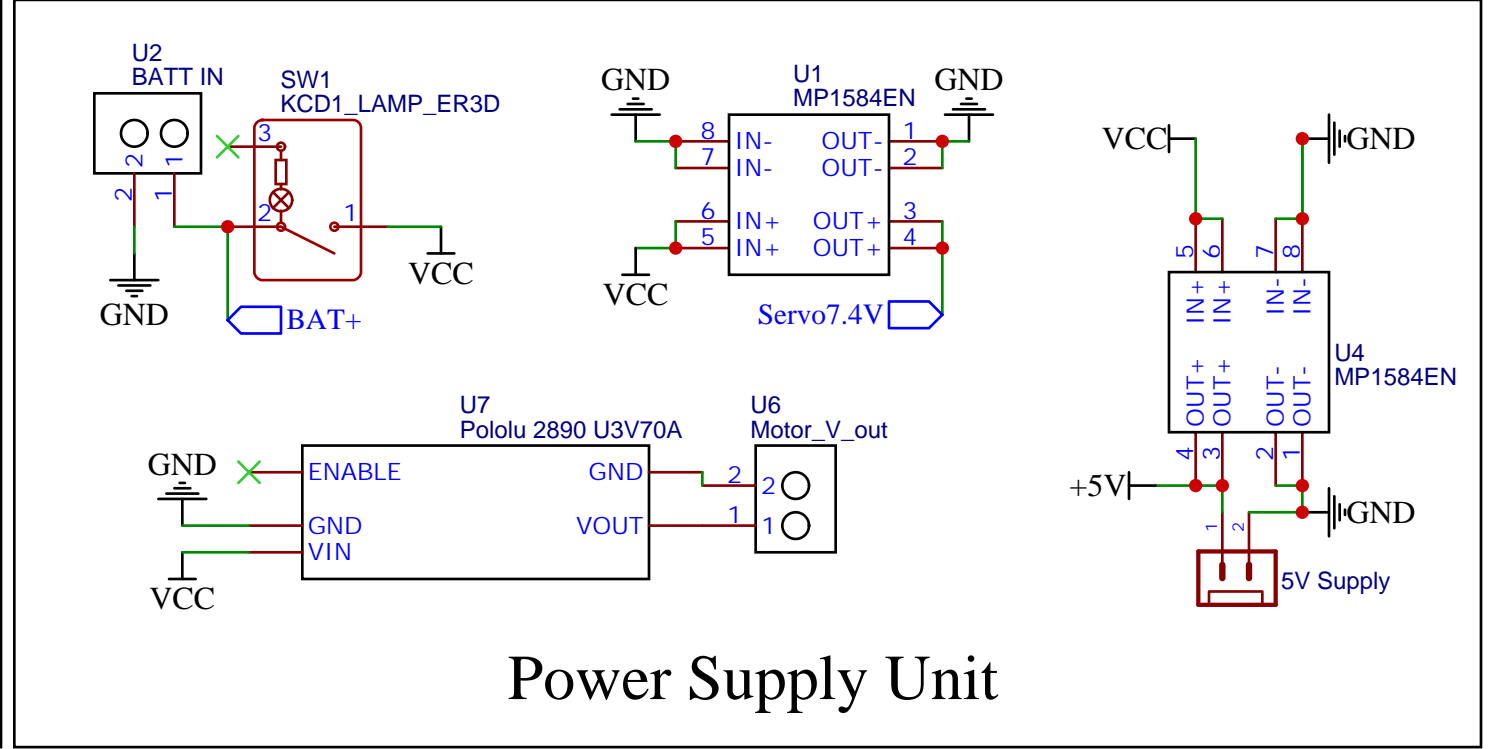 U2
BATT IN
2
1
2
1
GND
SW1
KCD1_LAMP_ER3D
3
2
1
VCC
BAT+
GND
U1
MP1584EN
GND
8 IN- OUT- 1
7 IN- OUT- 2
6 IN+ OUT+ 3
5 IN+ OUT+ 4
VCC
Servo7.4V
VCC
GND
5 6 7 8
IN+ IN+ IN- IN-
U4
MP1584EN
OUT+ OUT+ OUT- OUT-
4 3 2 1
+5V
GND
1 2
5V Supply
U7
Pololu 2890 U3V70A
GND
ENABLE GND
GND VOUT
VIN
VCC
U6
Motor_V_out
2 2
1 1
Power Supply Unit